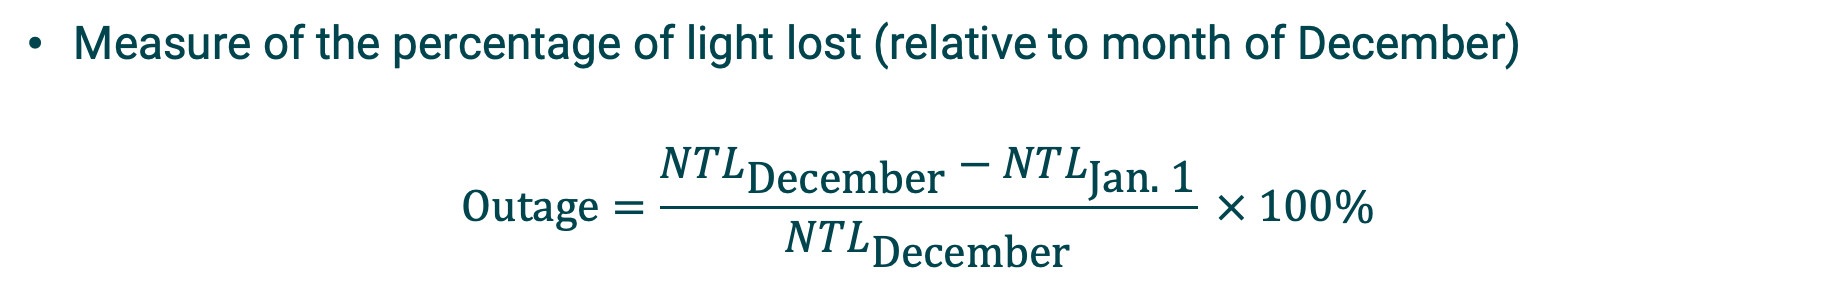 • Measure of the percentage of light lost (relative to month of December)
Outage = (NTL_December − NTL_Jan. 1) / NTL_December × 100%